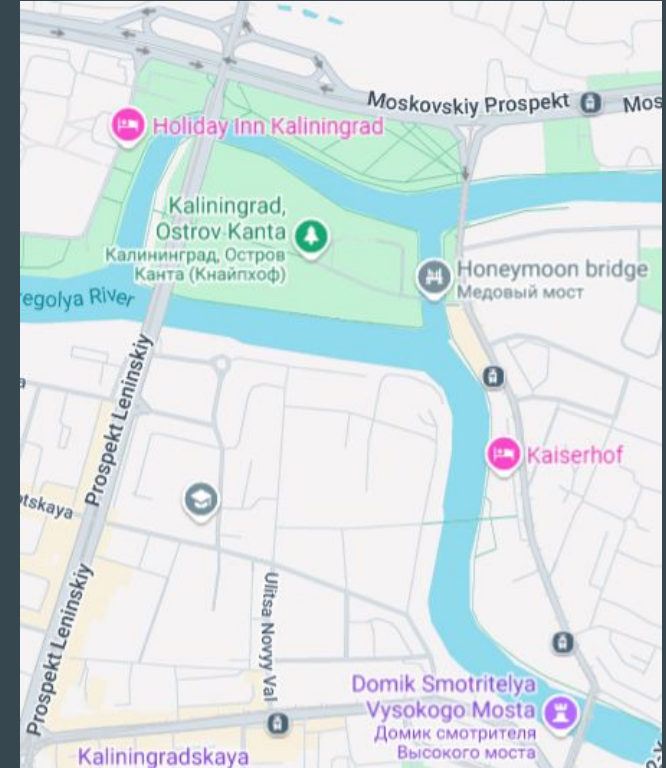 Moskovskiy Prospekt
Mos
Holiday Inn Kaliningrad
Kaliningrad,
Ostrov Kanta
Калининград, Остров
Канта (Кнайпхоф)
Honeymoon bridge
Медовый мост
egolya River
Prospekt Leninskiy
Kaiserhof
otskaya
Prospekt Leninskiy
Ulitsa Novyy Val
Domik Smotritelya
Vysokogo Mosta
Домик смотрителя
Высокого моста
Kaliningradskaya